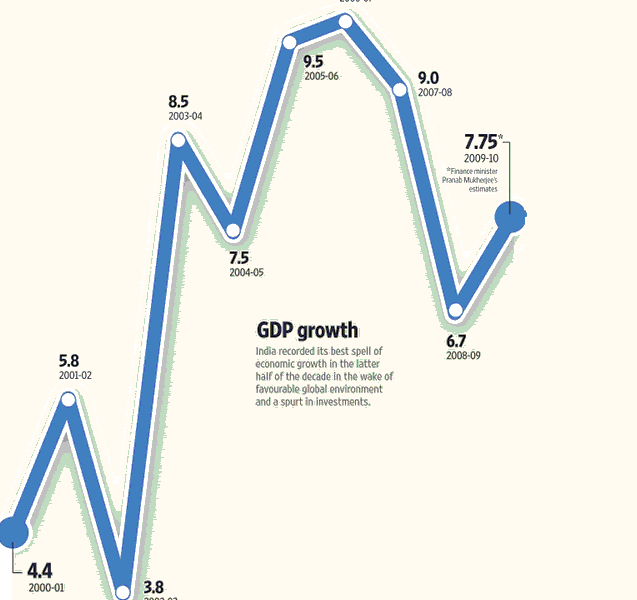 9.5
2005-06
9.0
2007-08
8.5
2003-04
7.75*
2009-10
*Finance minister
Pranab Mukherjee's
estimates
7.5
2004-05
GDP growth
India recorded its best spell of
economic growth in the latter
half of the decade in the wake of
favourable global environment
and a spurt in investments.
6.7
2008-09
5.8
2001-02
4.4
2000-01
3.8